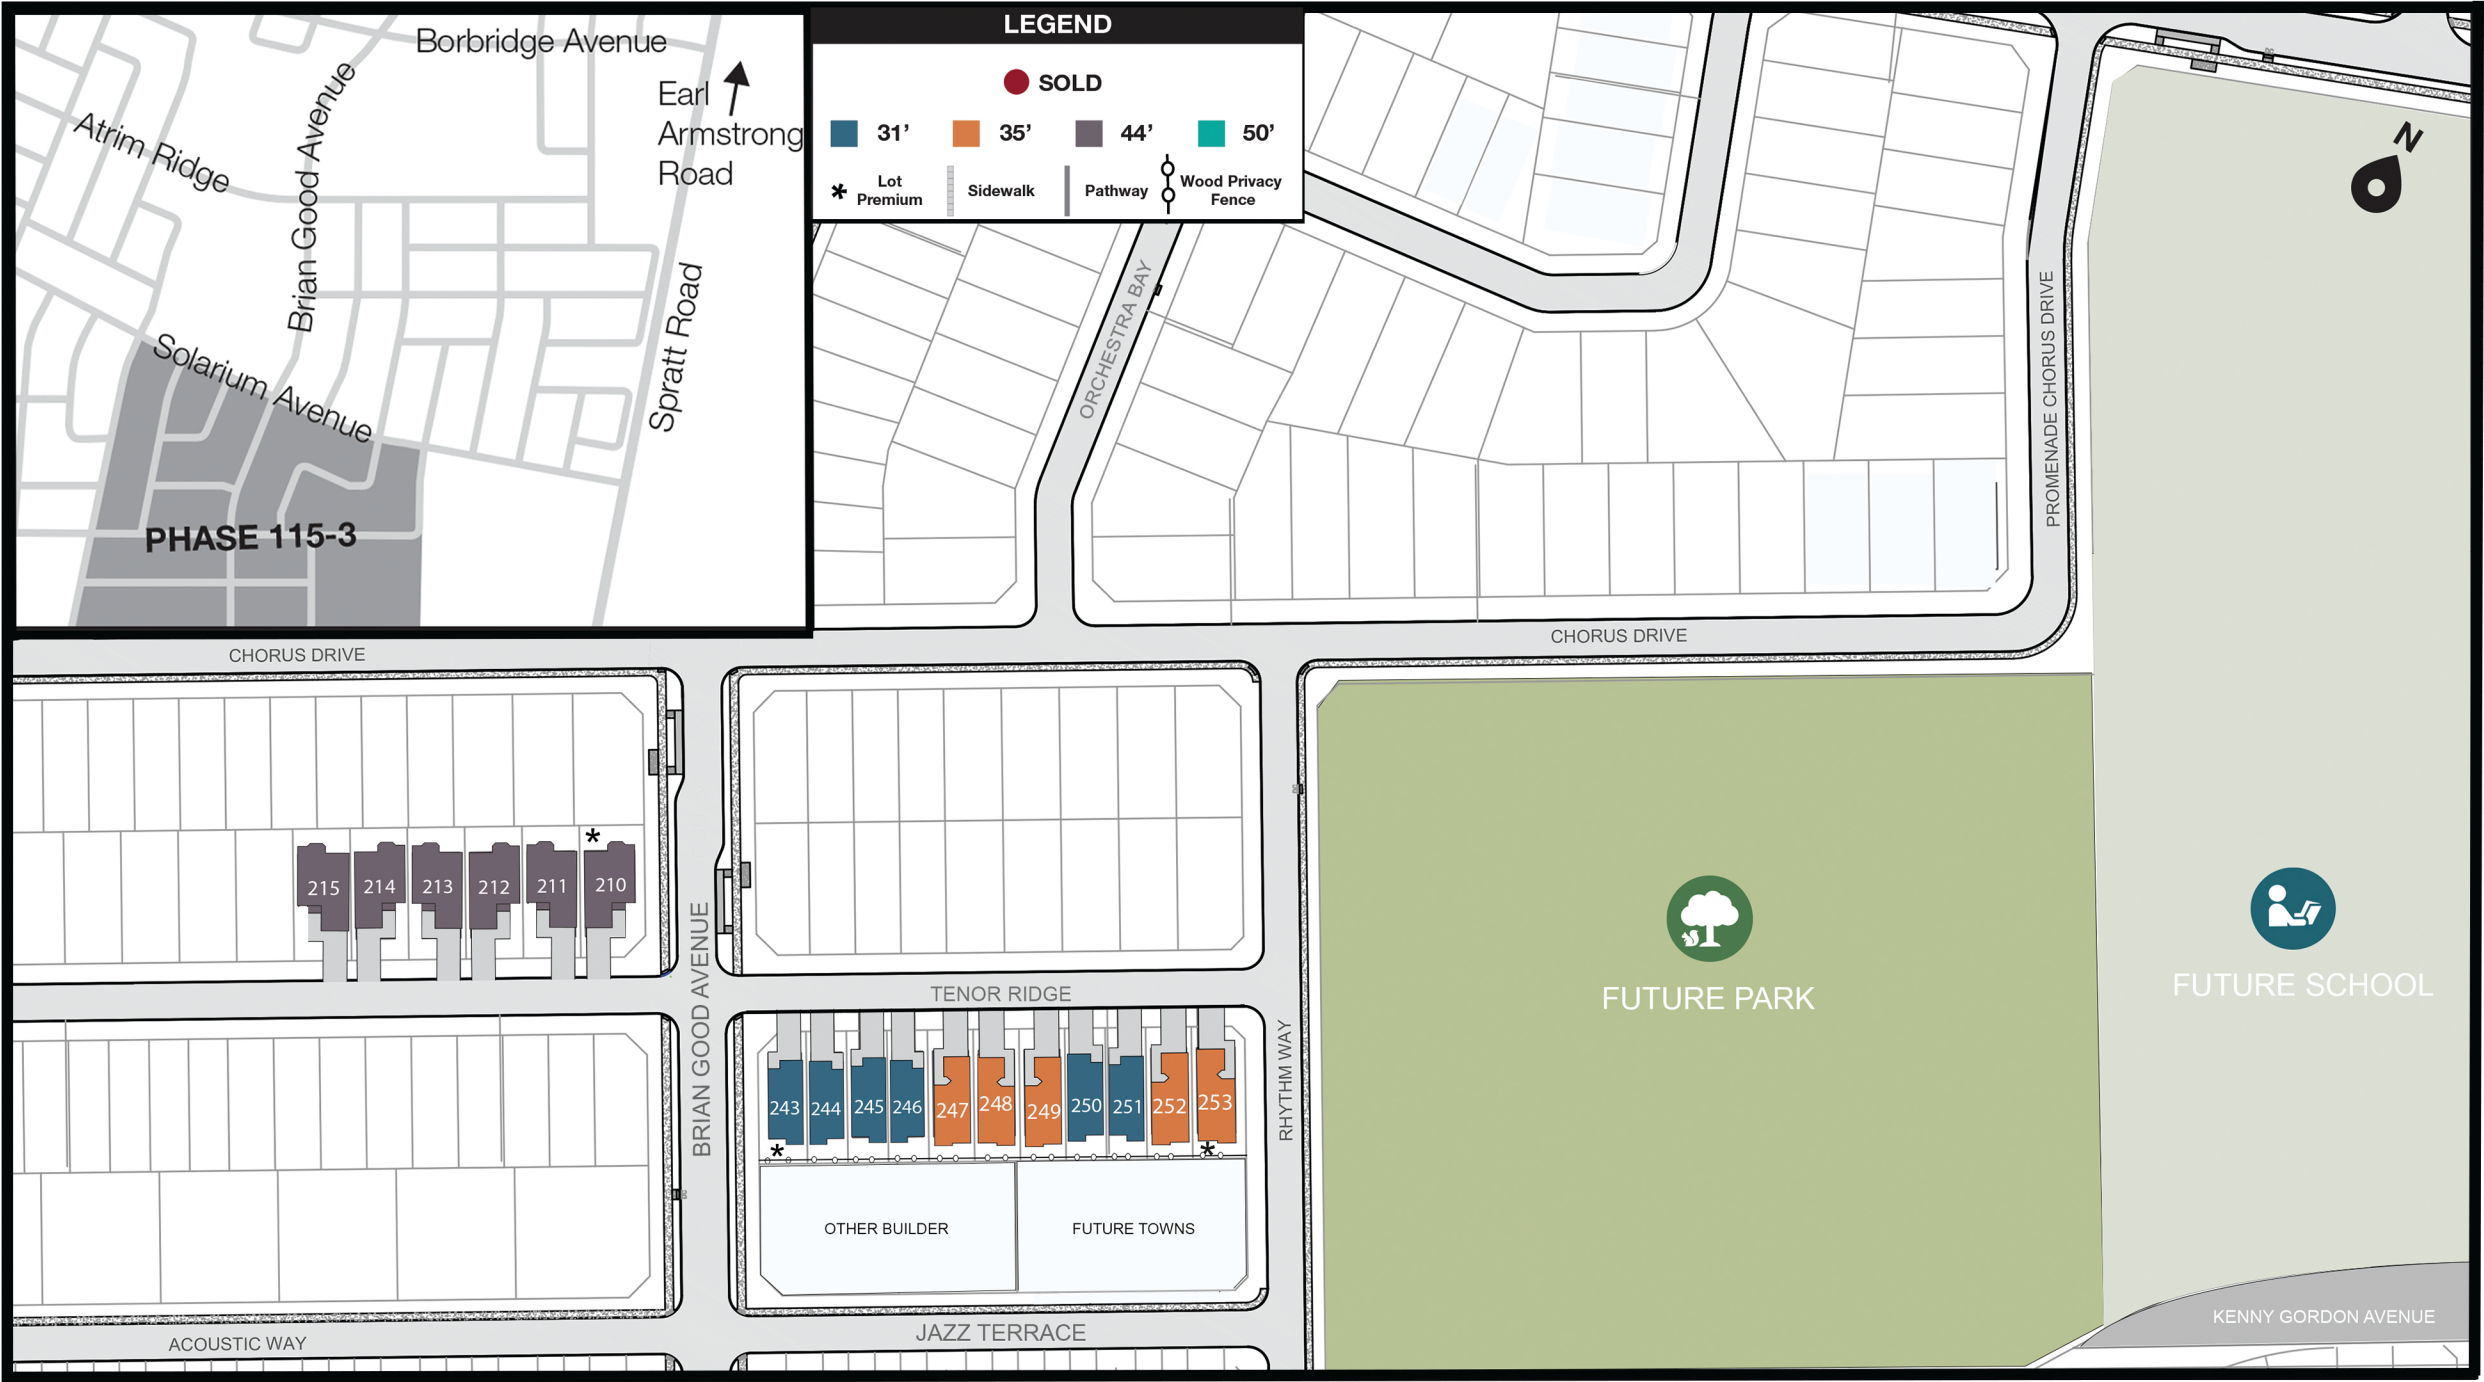 Borbridge Avenue
Earl
Armstrong
Road
Atrim Ridge
Brian Good Avenue
Spratt Road
Solarium Avenue
PHASE 115-3
LEGEND
SOLD
31’
35’
44’
50’
* Lot
Premium
Sidewalk
Pathway
Wood Privacy
Fence
N
ORCHESTRA BAY
PROMENADE CHORUS DRIVE
CHORUS DRIVE
CHORUS DRIVE
*
215
214
213
212
211
210
BRIAN GOOD AVENUE
TENOR RIDGE
RHYTHM WAY
243
244
245
246
247
248
249
250
251
252
253
*
*
OTHER BUILDER
FUTURE TOWNS
FUTURE PARK
FUTURE SCHOOL
KENNY GORDON AVENUE
ACOUSTIC WAY
JAZZ TERRACE